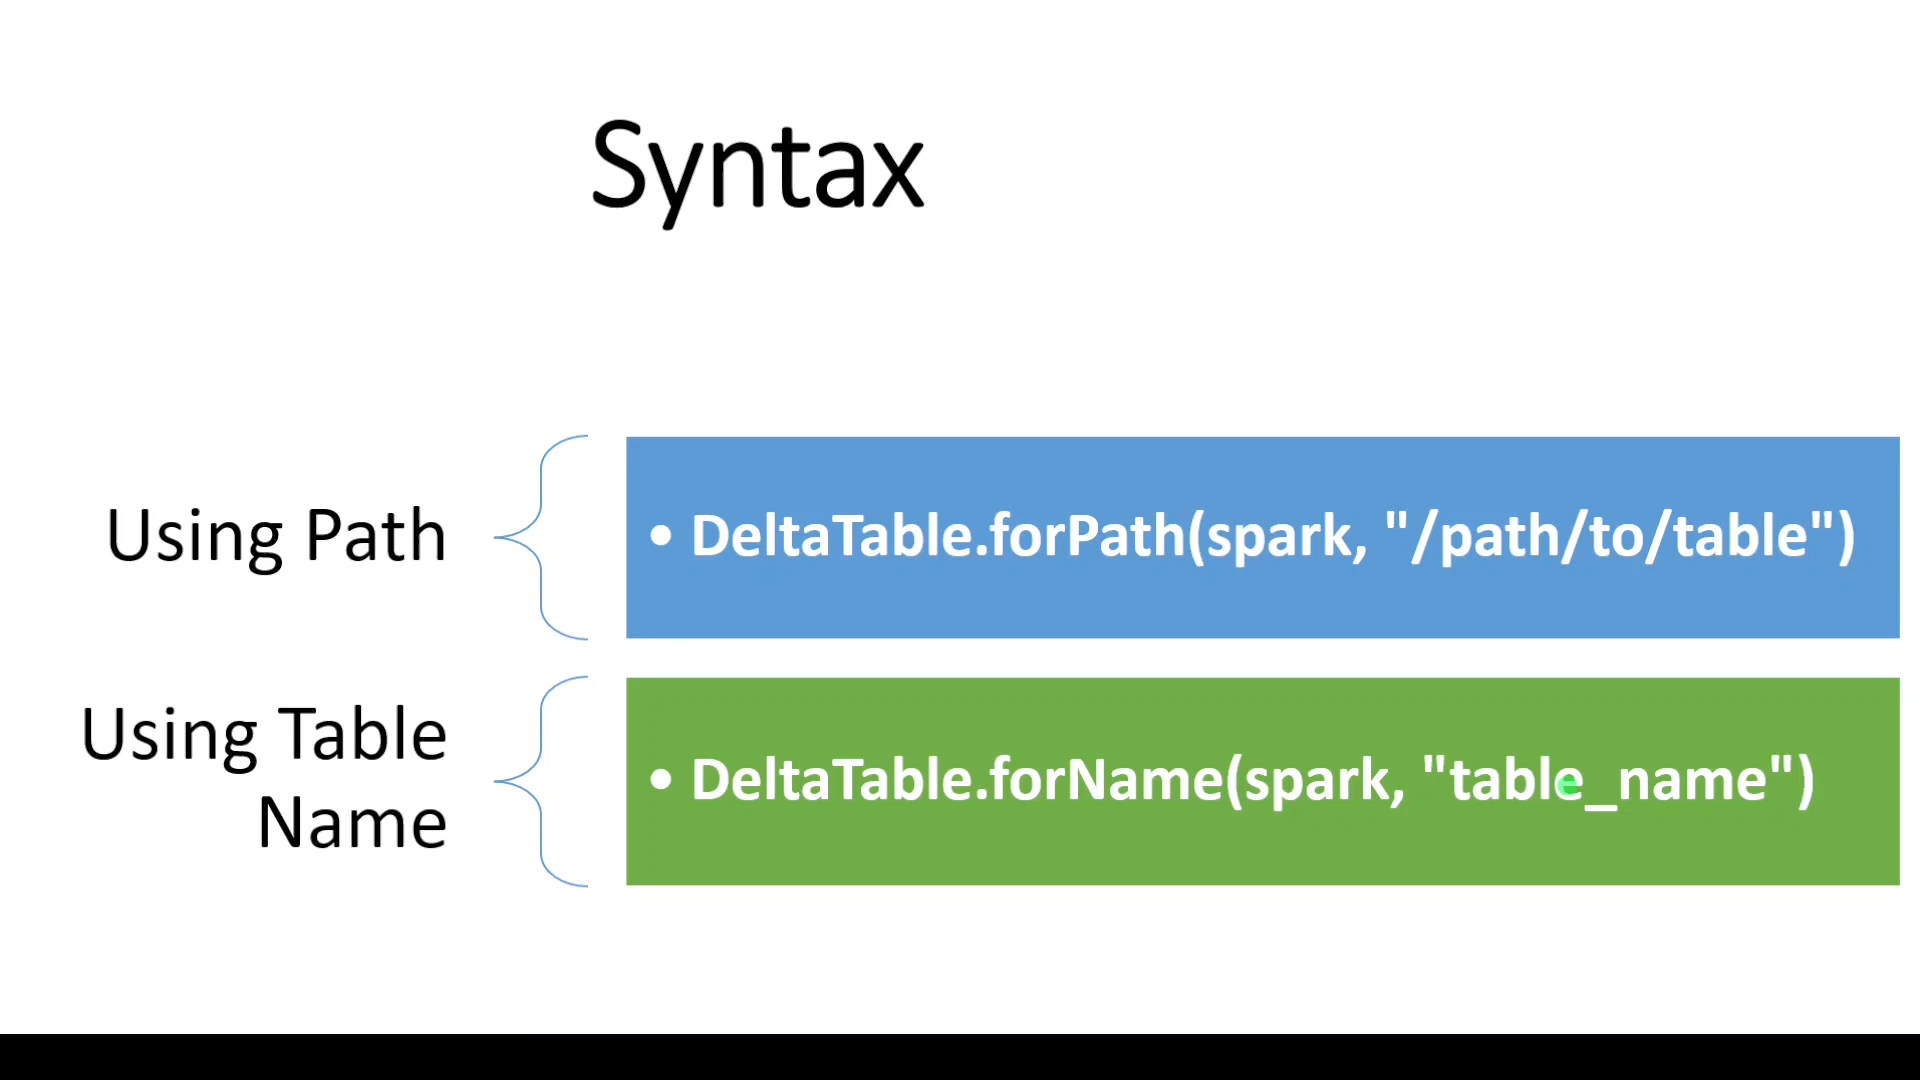 Syntax
Using Path
• DeltaTable.forPath(spark, "/path/to/table")
Using Table
Name
• DeltaTable.forName(spark, "table_name")